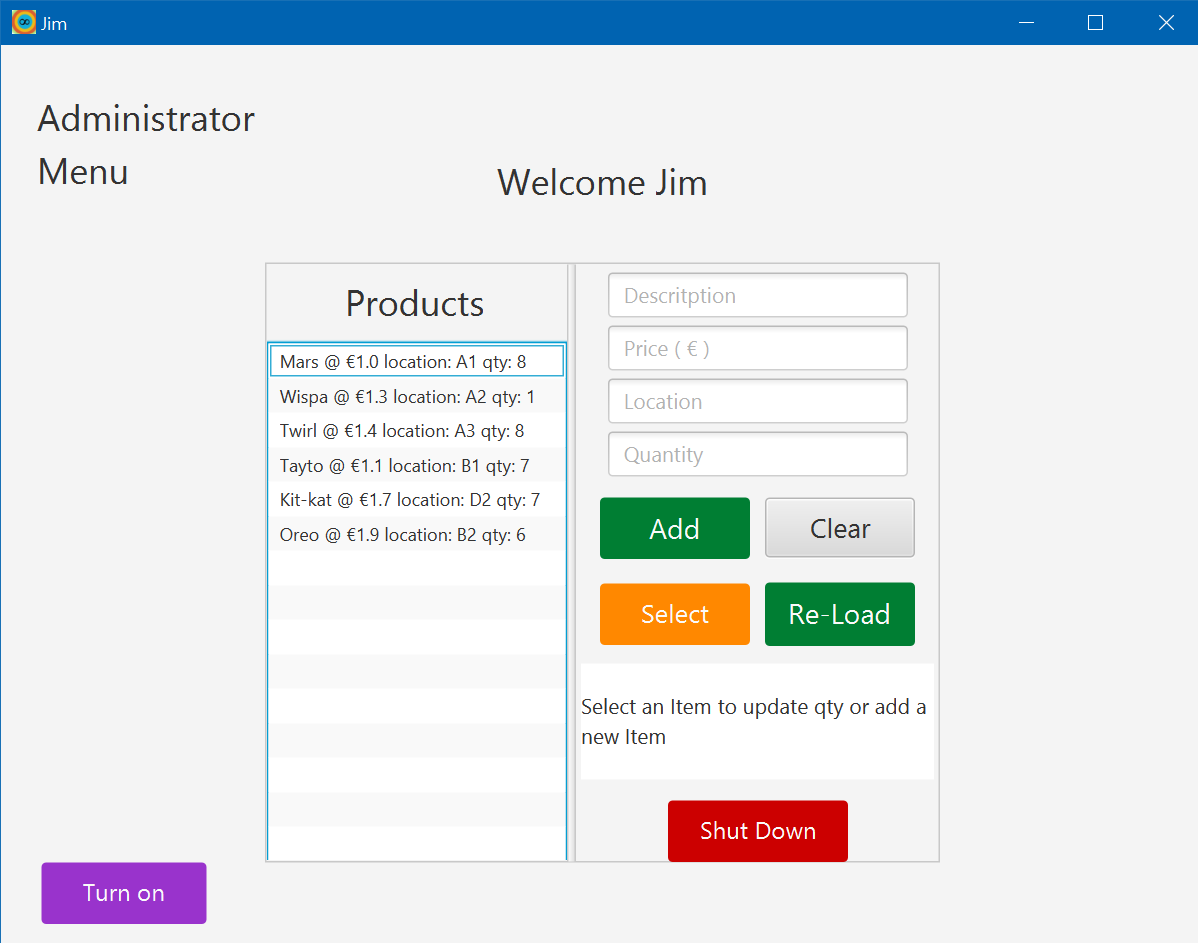 Jim
Administrator
Menu
Welcome Jim
Products
Mars @ €1.0 location: A1 qty: 8
Wispa @ €1.3 location: A2 qty: 1
Twirl @ €1.4 location: A3 qty: 8
Tayto @ €1.1 location: B1 qty: 7
Kit-kat @ €1.7 location: D2 qty: 7
Oreo @ €1.9 location: B2 qty: 6
Descritption
Price ( € )
Location
Quantity
Add
Clear
Select
Re-Load
Select an Item to update qty or add a
new Item
Shut Down
Turn on